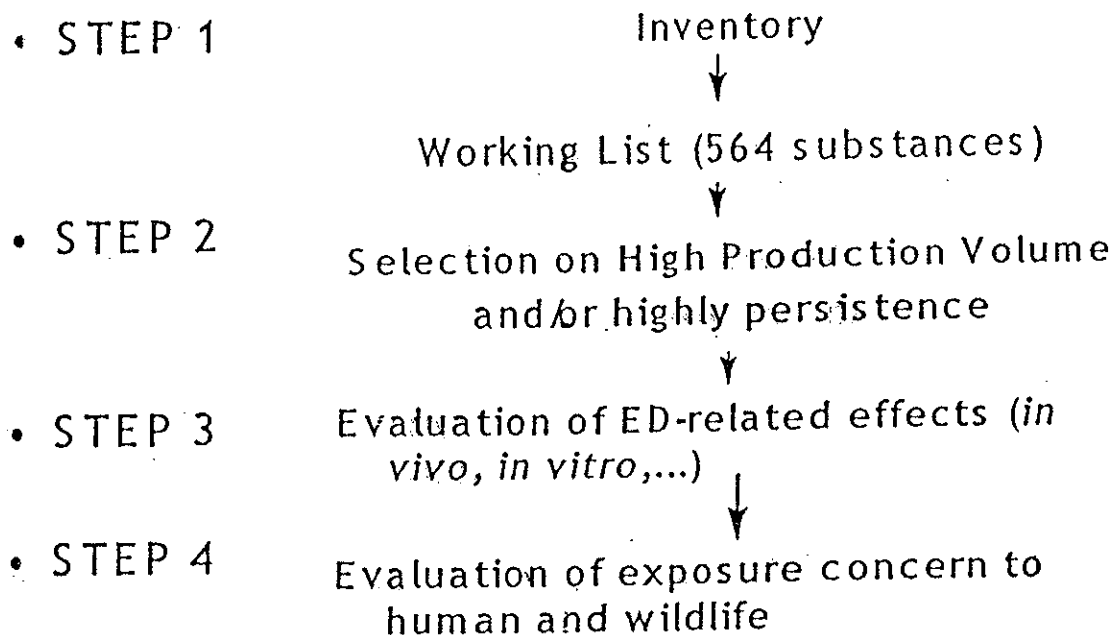 • STEP 1 Inventory
Working List (564 substances)
• STEP 2 Selection on High Production Volume
and/or highly persistence
• STEP 3 Evaluation of ED-related effects (in
vivo, in vitro,...)
• STEP 4 Evaluation of exposure concern to
human and wildlife